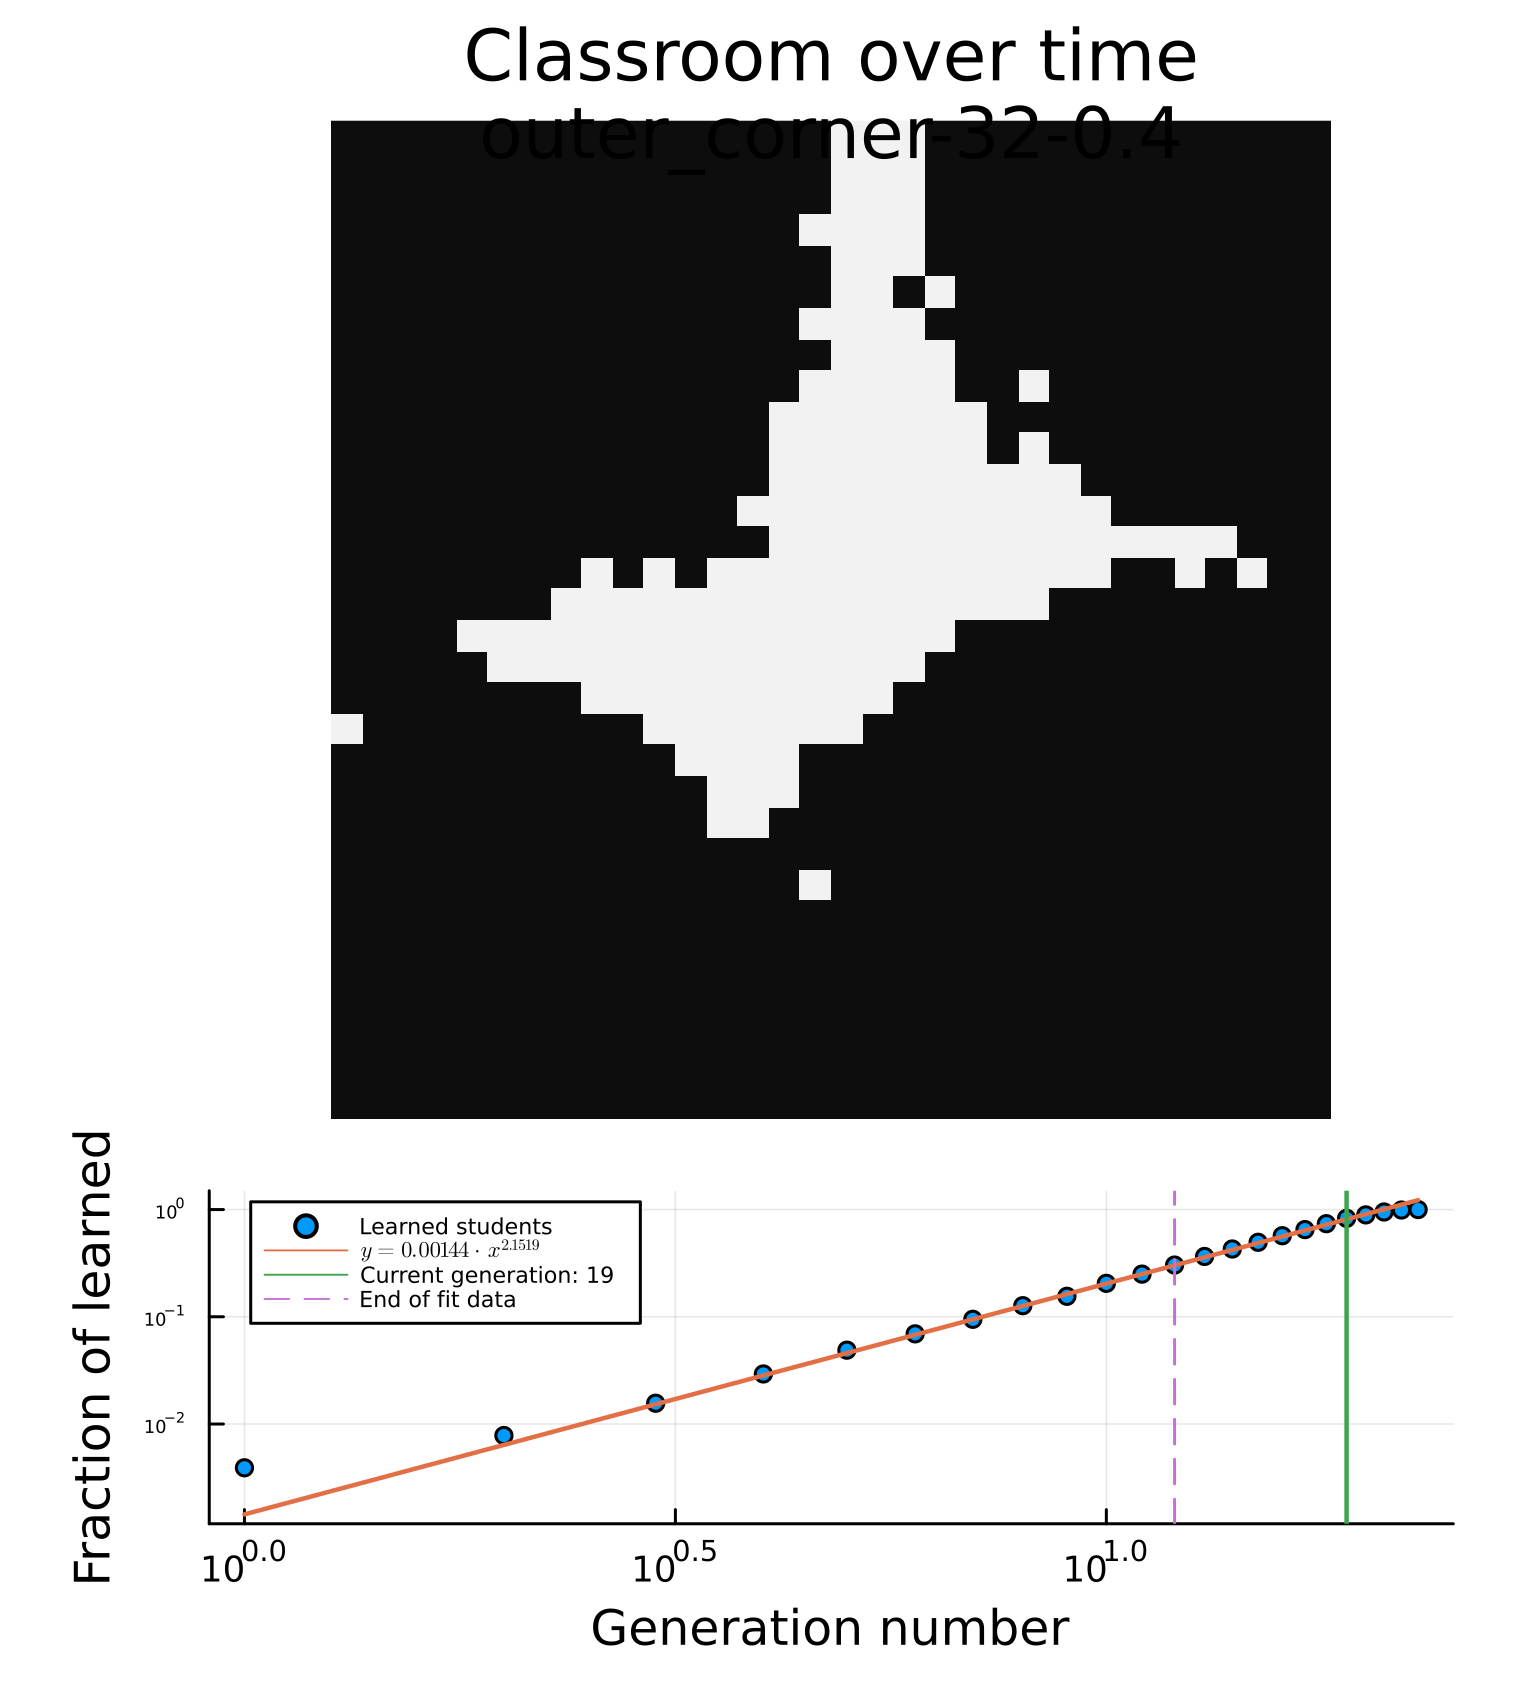 Classroom over time
outer_corner-32-0.4
Fraction of learned
10⁰
10⁻¹
10⁻²
Learned students
y = 0.00144 · x^2.1519
Current generation: 19
End of fit data
10^0.0
10^0.5
10^1.0
Generation number